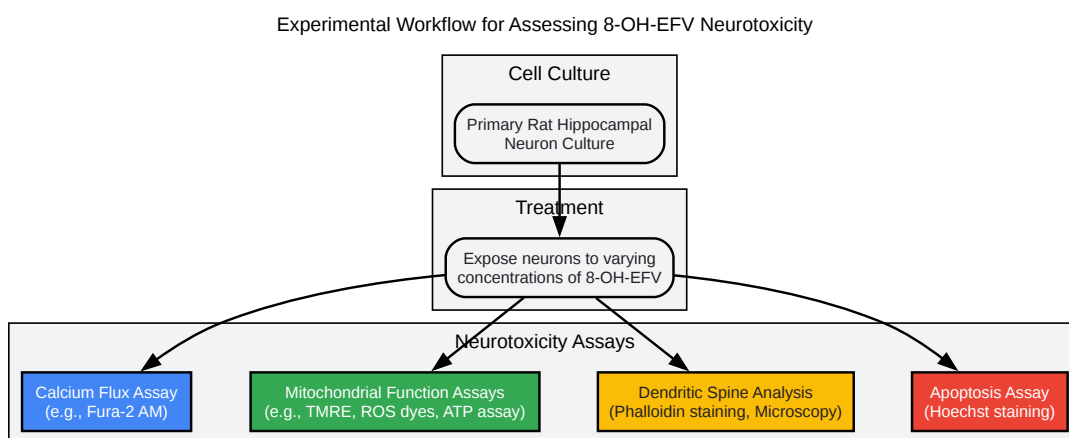 Experimental Workflow for Assessing 8-OH-EFV Neurotoxicity
Cell Culture
Primary Rat Hippocampal
Neuron Culture
Treatment
Expose neurons to varying
concentrations of 8-OH-EFV
Neurotoxicity Assays
Calcium Flux Assay
(e.g., Fura-2 AM)
Mitochondrial Function Assays
(e.g., TMRE, ROS dyes, ATP assay)
Dendritic Spine Analysis
(Phalloidin staining, Microscopy)
Apoptosis Assay
(Hoechst staining)